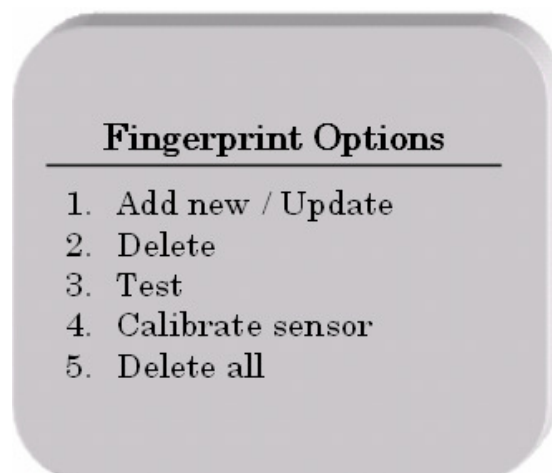 Fingerprint Options
1. Add new / Update
2. Delete
3. Test
4. Calibrate sensor
5. Delete all